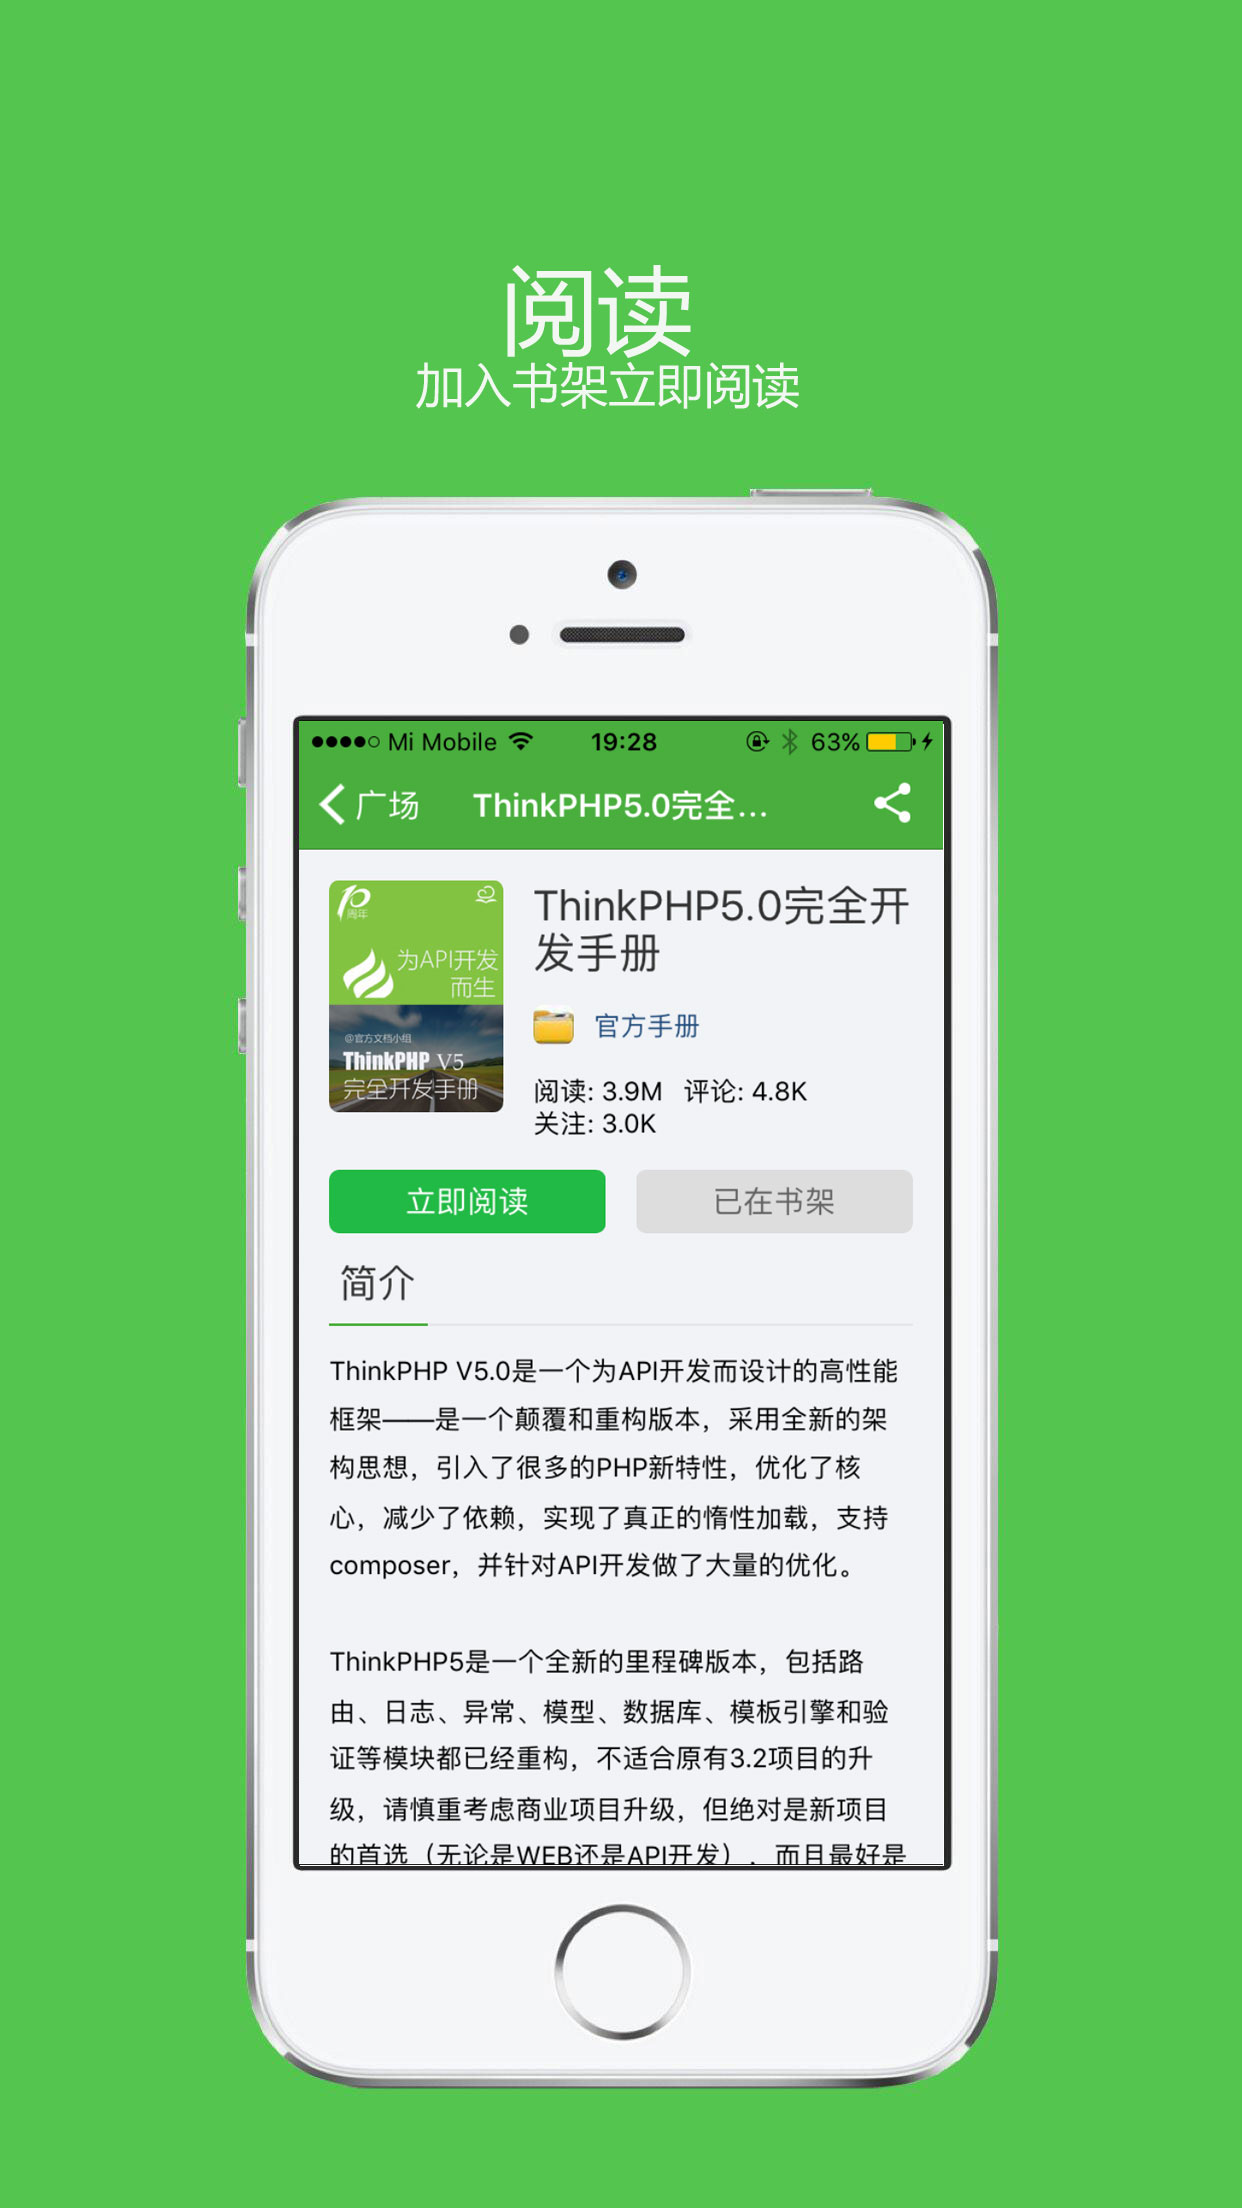 阅读
加入书架立即阅读
Mi Mobile 19:28 63%
广场 ThinkPHP5.0完全...
10
周年
为API开发
而生
@官方文档小组
ThinkPHP V5
完全开发手册
ThinkPHP5.0完全开
发手册
官方手册
阅读: 3.9M 评论: 4.8K
关注: 3.0K
立即阅读 已在书架
简介
ThinkPHP V5.0是一个为API开发而设计的高性能
框架——是一个颠覆和重构版本，采用全新的架
构思想，引入了很多的PHP新特性，优化了核
心，减少了依赖，实现了真正的惰性加载，支持
composer，并针对API开发做了大量的优化。
ThinkPHP5是一个全新的里程碑版本，包括路
由、日志、异常、模型、数据库、模板引擎和验
证等模块都已经重构，不适合原有3.2项目的升
级，请慎重考虑商业项目升级，但绝对是新项目
的首选（无论是WEB还是API开发），而且最好是